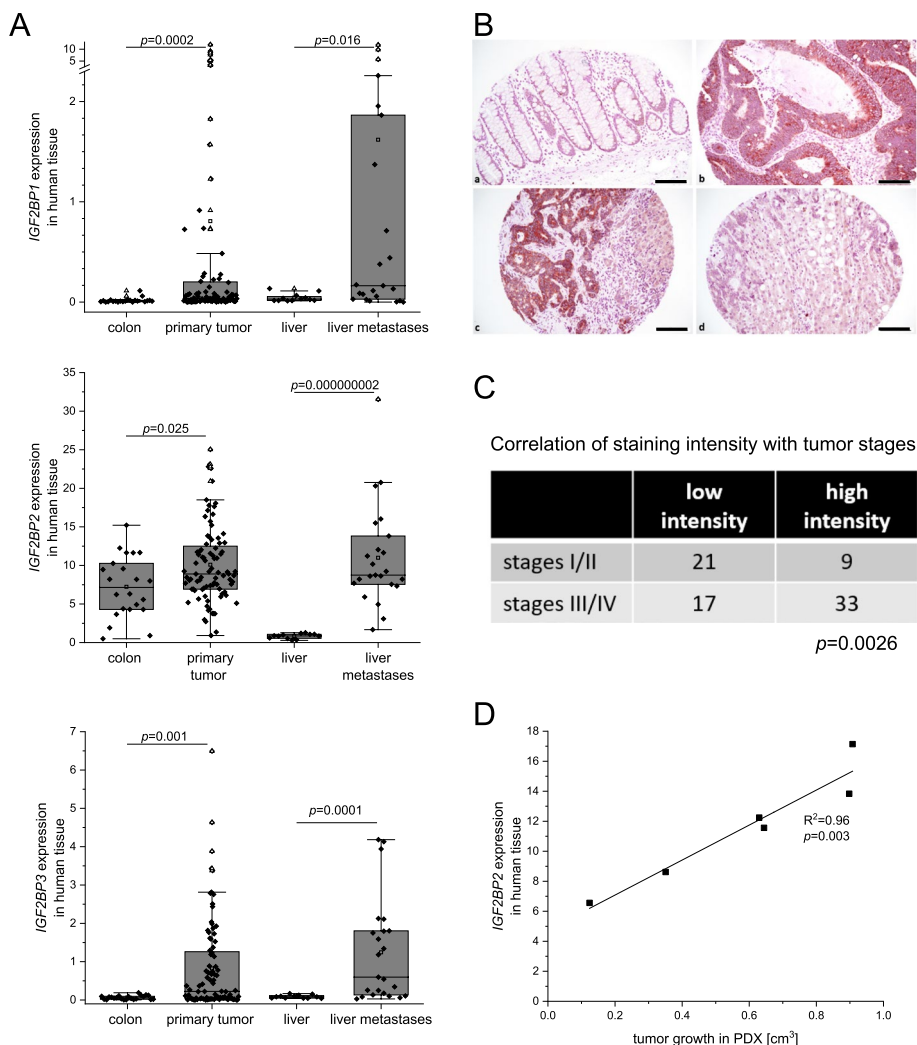 A
IGF2BP1 expression
in human tissue
10
5
2
1
0
p=0.0002
p=0.016
colon
primary tumor
liver
liver metastases
IGF2BP2 expression
in human tissue
35
30
25
20
15
10
5
0
p=0.025
p=0.000000002
colon
primary
tumor
liver
liver
metastases
IGF2BP3 expression
in human tissue
7
6
5
4
3
2
1
0
p=0.001
p=0.0001
colon
primary tumor
liver
liver metastases
B
a
b
c
d
C
Correlation of staining intensity with tumor stages
low
intensity
high
intensity
stages I/II
21
9
stages III/IV
17
33
p=0.0026
D
IGF2BP2 expression
in human tissue
18
16
14
12
10
8
6
4
2
0
R²=0.96
p=0.003
0.0
0.2
0.4
0.6
0.8
1.0
tumor growth in PDX [cm³]